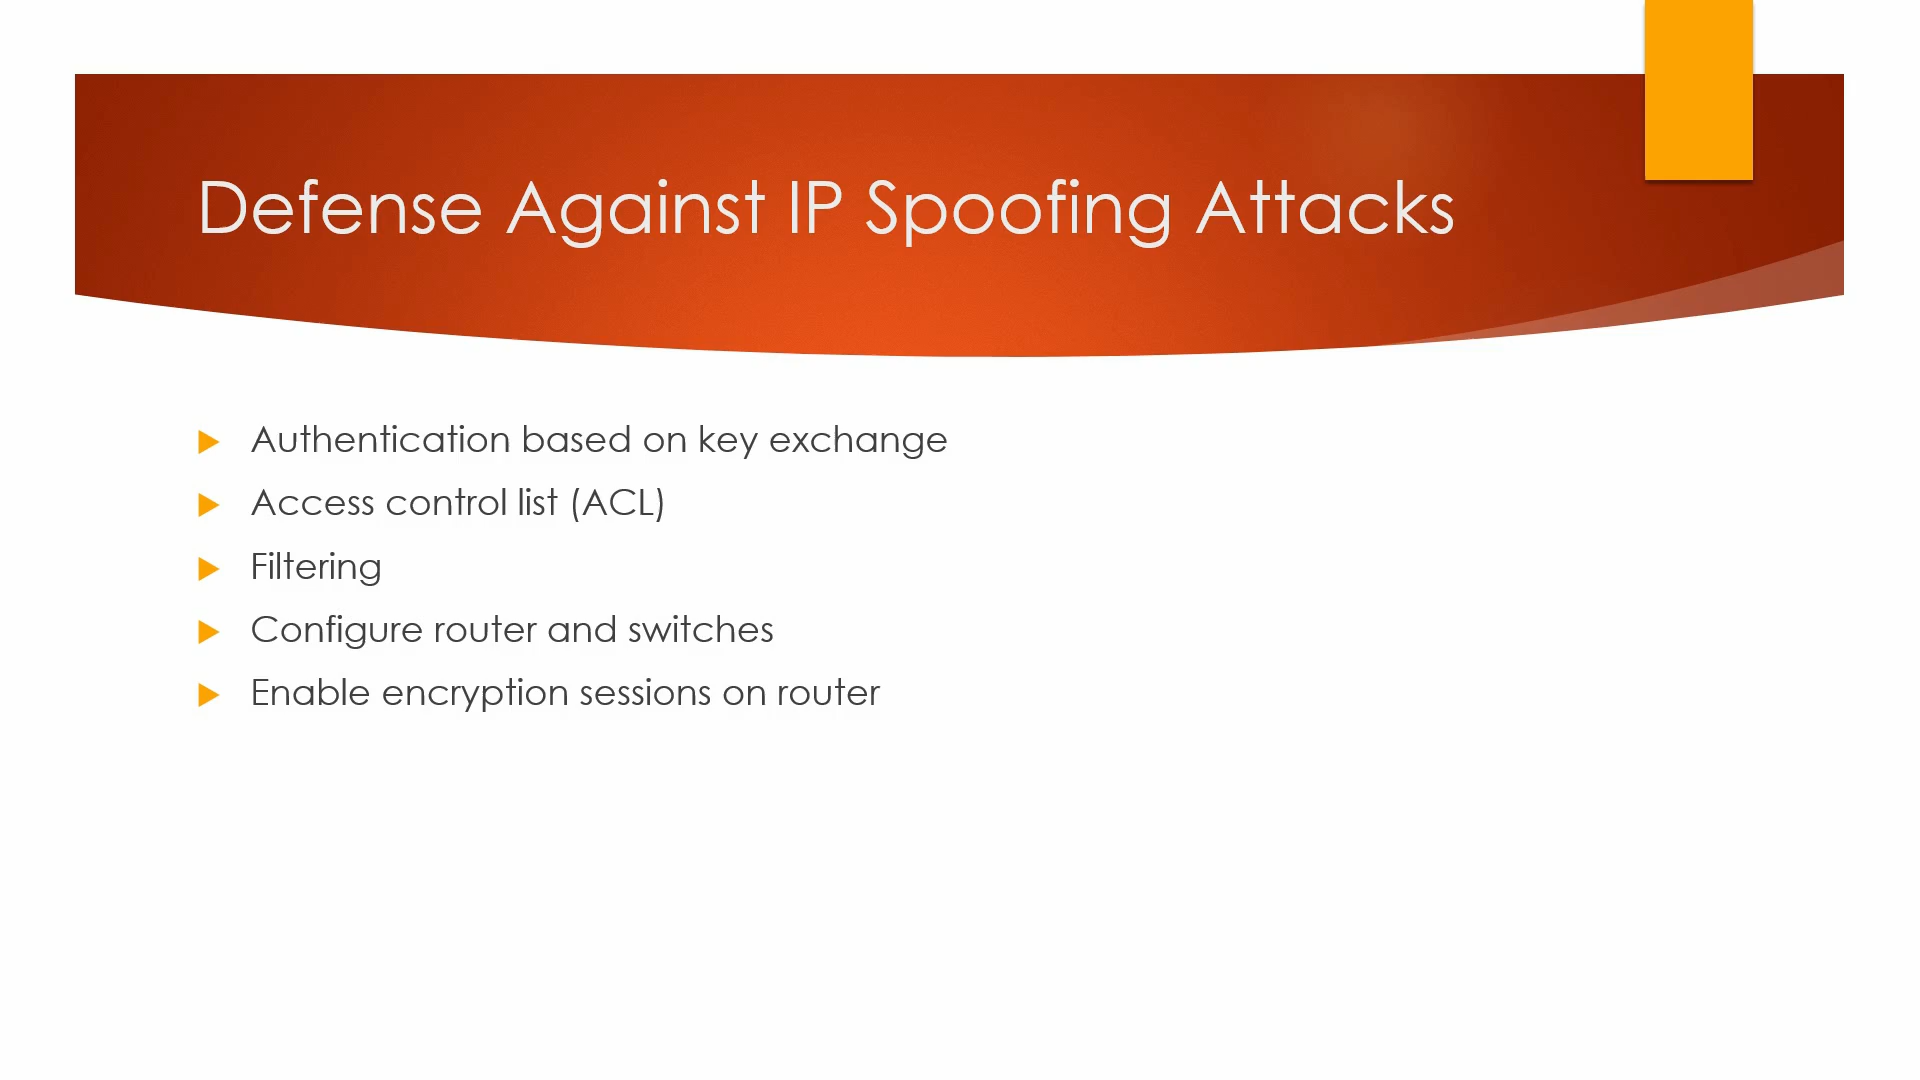 Defense Against IP Spoofing Attacks
Authentication based on key exchange
Access control list (ACL)
Filtering
Configure router and switches
Enable encryption sessions on router